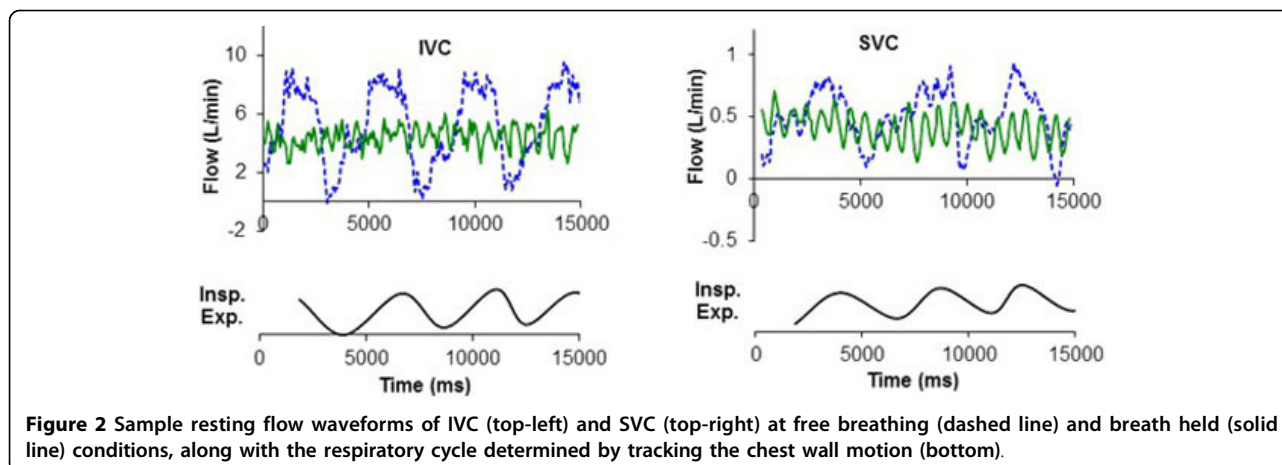 IVC
10
6
2
-2
Flow (L/min)
0 5000 10000 15000
SVC
1
0.5
0
-0.5
Flow (L/min)
0 5000 10000 15000
Insp.
Exp.
0 5000 10000 15000
Time (ms)
Insp.
Exp.
0 5000 10000 15000
Time (ms)
Figure 2 Sample resting flow waveforms of IVC (top-left) and SVC (top-right) at free breathing (dashed line) and breath held (solid
line) conditions, along with the respiratory cycle determined by tracking the chest wall motion (bottom).